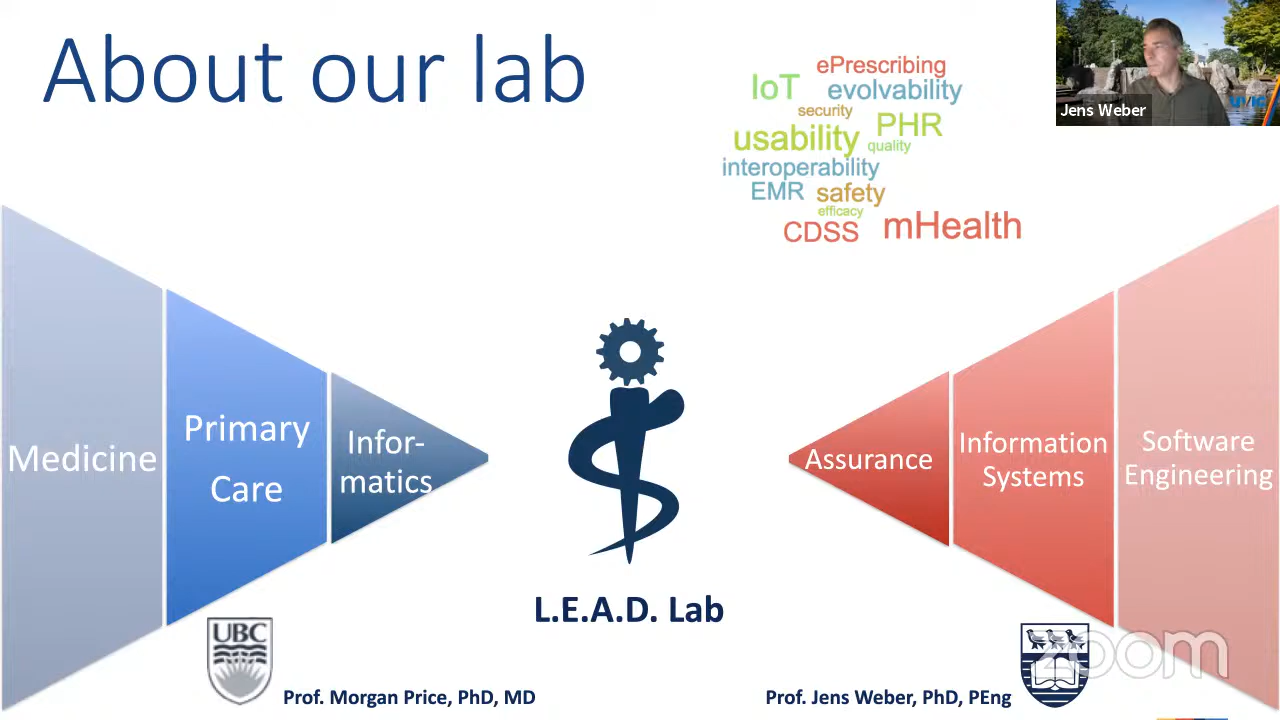 About our lab
ePrescribing
IoT evolvability
security
usability PHR
quality
interoperability
EMR safety
efficacy
CDSS mHealth
Jens Weber
Medicine
Primary
Care
Infor-
matics
Assurance
Information
Systems
Software
Engineering
L.E.A.D. Lab
UBC
Prof. Morgan Price, PhD, MD
Prof. Jens Weber, PhD, PEng
zoom